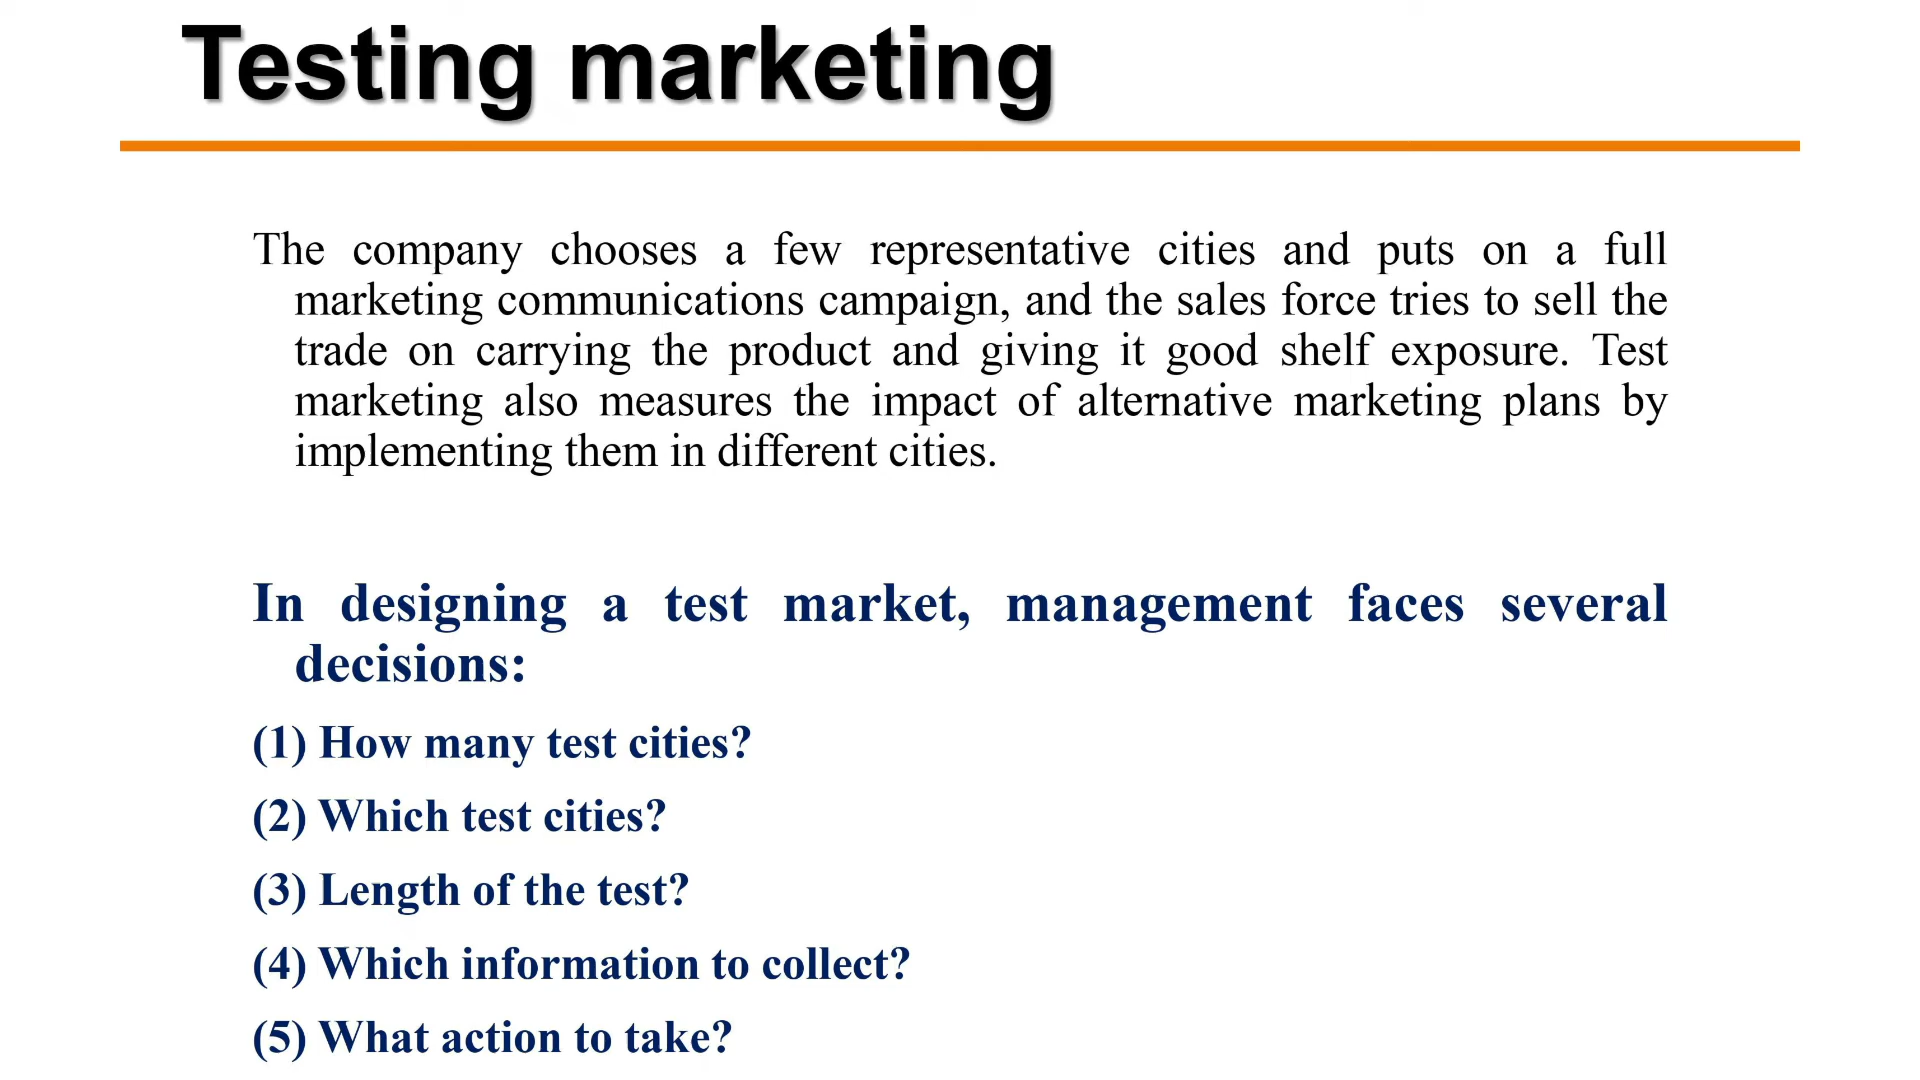 Testing marketing
The company chooses a few representative cities and puts on a full
marketing communications campaign, and the sales force tries to sell the
trade on carrying the product and giving it good shelf exposure. Test
marketing also measures the impact of alternative marketing plans by
implementing them in different cities.
In designing a test market, management faces several
decisions:
(1) How many test cities?
(2) Which test cities?
(3) Length of the test?
(4) Which information to collect?
(5) What action to take?